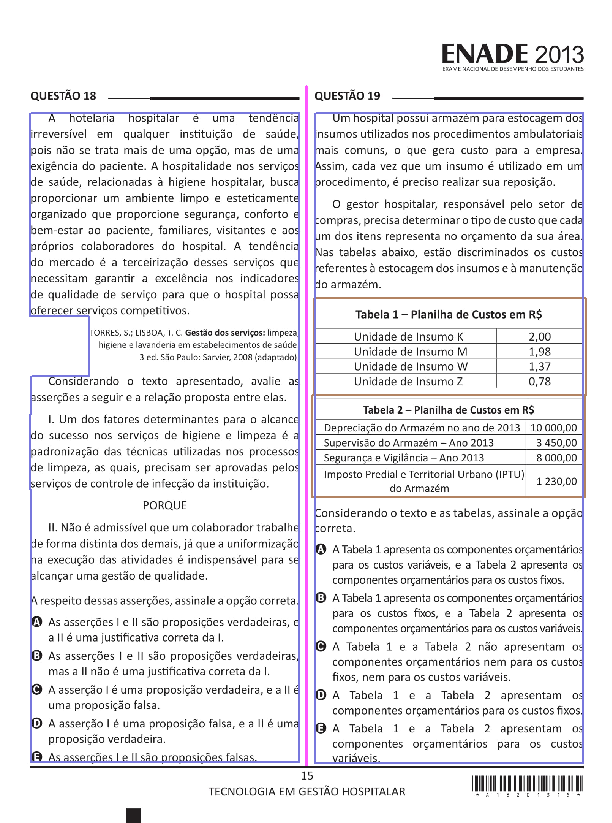 ENADE 2013
EXAME NACIONAL DE DESEMPENHO DOS ESTUDANTES
QUESTÃO 18
A hotelaria hospitalar é uma tendência
irreversível em qualquer instituição de saúde,
pois não se trata mais de uma opção, mas de uma
exigência do paciente. A hospitalidade nos serviços
de saúde, relacionadas à higiene hospitalar, busca
proporcionar um ambiente limpo e esteticamente
organizado que proporcione segurança, conforto e
bem-estar ao paciente, familiares, visitantes e aos
próprios colaboradores do hospital. A tendência
do mercado é a terceirização desses serviços que
necessitam garantir a excelência nos indicadores
de qualidade de serviço para que o hospital possa
oferecer serviços competitivos.
TORRES, S.; LISBOA, T. C. Gestão dos serviços: limpeza,
higiene e lavanderia em estabelecimentos de saúde.
3 ed. São Paulo: Sarvier, 2008 (adaptado).
Considerando o texto apresentado, avalie as
asserções a seguir e a relação proposta entre elas.
I. Um dos fatores determinantes para o alcance
do sucesso nos serviços de higiene e limpeza é a
padronização das técnicas utilizadas nos processos
de limpeza, as quais, precisam ser aprovadas pelos
serviços de controle de infecção da instituição.
PORQUE
II. Não é admissível que um colaborador trabalhe
de forma distinta dos demais, já que a uniformização
na execução das atividades é indispensável para se
alcançar uma gestão de qualidade.
A respeito dessas asserções, assinale a opção correta.
A As asserções I e II são proposições verdadeiras, e
a II é uma justificativa correta da I.
B As asserções I e II são proposições verdadeiras,
mas a II não é uma justificativa correta da I.
C A asserção I é uma proposição verdadeira, e a II é
uma proposição falsa.
D A asserção I é uma proposição falsa, e a II é uma
proposição verdadeira.
E As asserções I e II são proposições falsas.
QUESTÃO 19
Um hospital possui armazém para estocagem dos
insumos utilizados nos procedimentos ambulatoriais
mais comuns, o que gera custo para a empresa.
Assim, cada vez que um insumo é utilizado em um
procedimento, é preciso realizar sua reposição.
O gestor hospitalar, responsável pelo setor de
compras, precisa determinar o tipo de custo que cada
um dos itens representa no orçamento da sua área.
Nas tabelas abaixo, estão discriminados os custos
referentes à estocagem dos insumos e à manutenção
do armazém.
Tabela 1 – Planilha de Custos em R$
Unidade de Insumo K 2,00
Unidade de Insumo M 1,98
Unidade de Insumo W 1,37
Unidade de Insumo Z 0,78
Tabela 2 – Planilha de Custos em R$
Depreciação do Armazém no ano de 2013 10 000,00
Supervisão do Armazém – Ano 2013 3 450,00
Segurança e Vigilância – Ano 2013 8 000,00
Imposto Predial e Territorial Urbano (IPTU)
do Armazém 1 230,00
Considerando o texto e as tabelas, assinale a opção
correta.
A A Tabela 1 apresenta os componentes orçamentários
para os custos variáveis, e a Tabela 2 apresenta os
componentes orçamentários para os custos fixos.
B A Tabela 1 apresenta os componentes orçamentários
para os custos fixos, e a Tabela 2 apresenta os
componentes orçamentários para os custos variáveis.
C A Tabela 1 e a Tabela 2 não apresentam os
componentes orçamentários nem para os custos
fixos, nem para os custos variáveis.
D A Tabela 1 e a Tabela 2 apresentam os
componentes orçamentários para os custos fixos.
E A Tabela 1 e a Tabela 2 apresentam os
componentes orçamentários para os custos
variáveis.
15
TECNOLOGIA EM GESTÃO HOSPITALAR